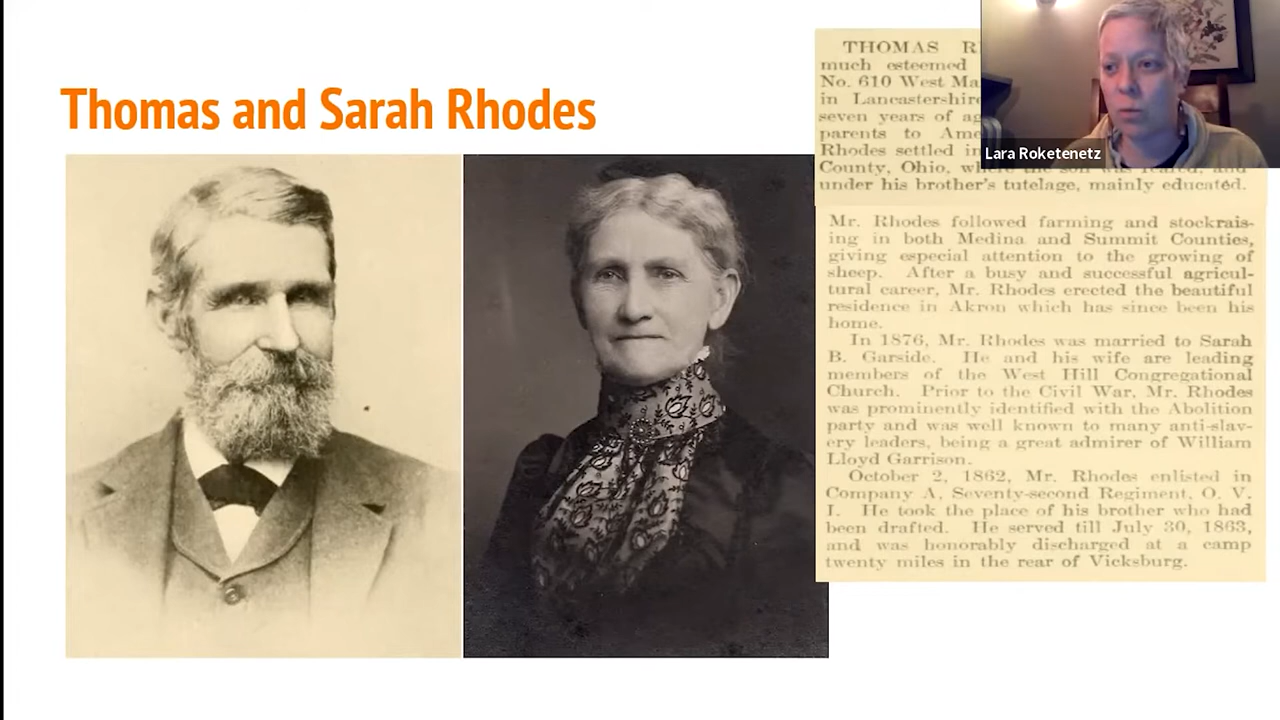 Thomas and Sarah Rhodes
THOMAS R
much esteemed
No. 610 West Ma
in Lancastershire
seven years of ag
parents to Ame
Rhodes settled in
County, Ohio, where the son was reared, and
under his brother's tutelage, mainly educated.
Mr. Rhodes followed farming and stockrais-
ing in both Medina and Summit Counties,
giving especial attention to the growing of
sheep. After a busy and successful agricul-
tural career, Mr. Rhodes erected the beautiful
residence in Akron which has since been his
home.
In 1876, Mr. Rhodes was married to Sarah
B. Garside. He and his wife are leading
members of the West Hill Congregational
Church. Prior to the Civil War, Mr. Rhodes
was prominently identified with the Abolition
party and was well known to many anti-slav-
ery leaders, being a great admirer of William
Lloyd Garrison.
October 2, 1862, Mr. Rhodes enlisted in
Company A, Seventy-second Regiment, O. V.
I. He took the place of his brother who had
been drafted. He served till July 30, 1863,
and was honorably discharged at a camp
twenty miles in the rear of Vicksburg.
Lara Roketenetz